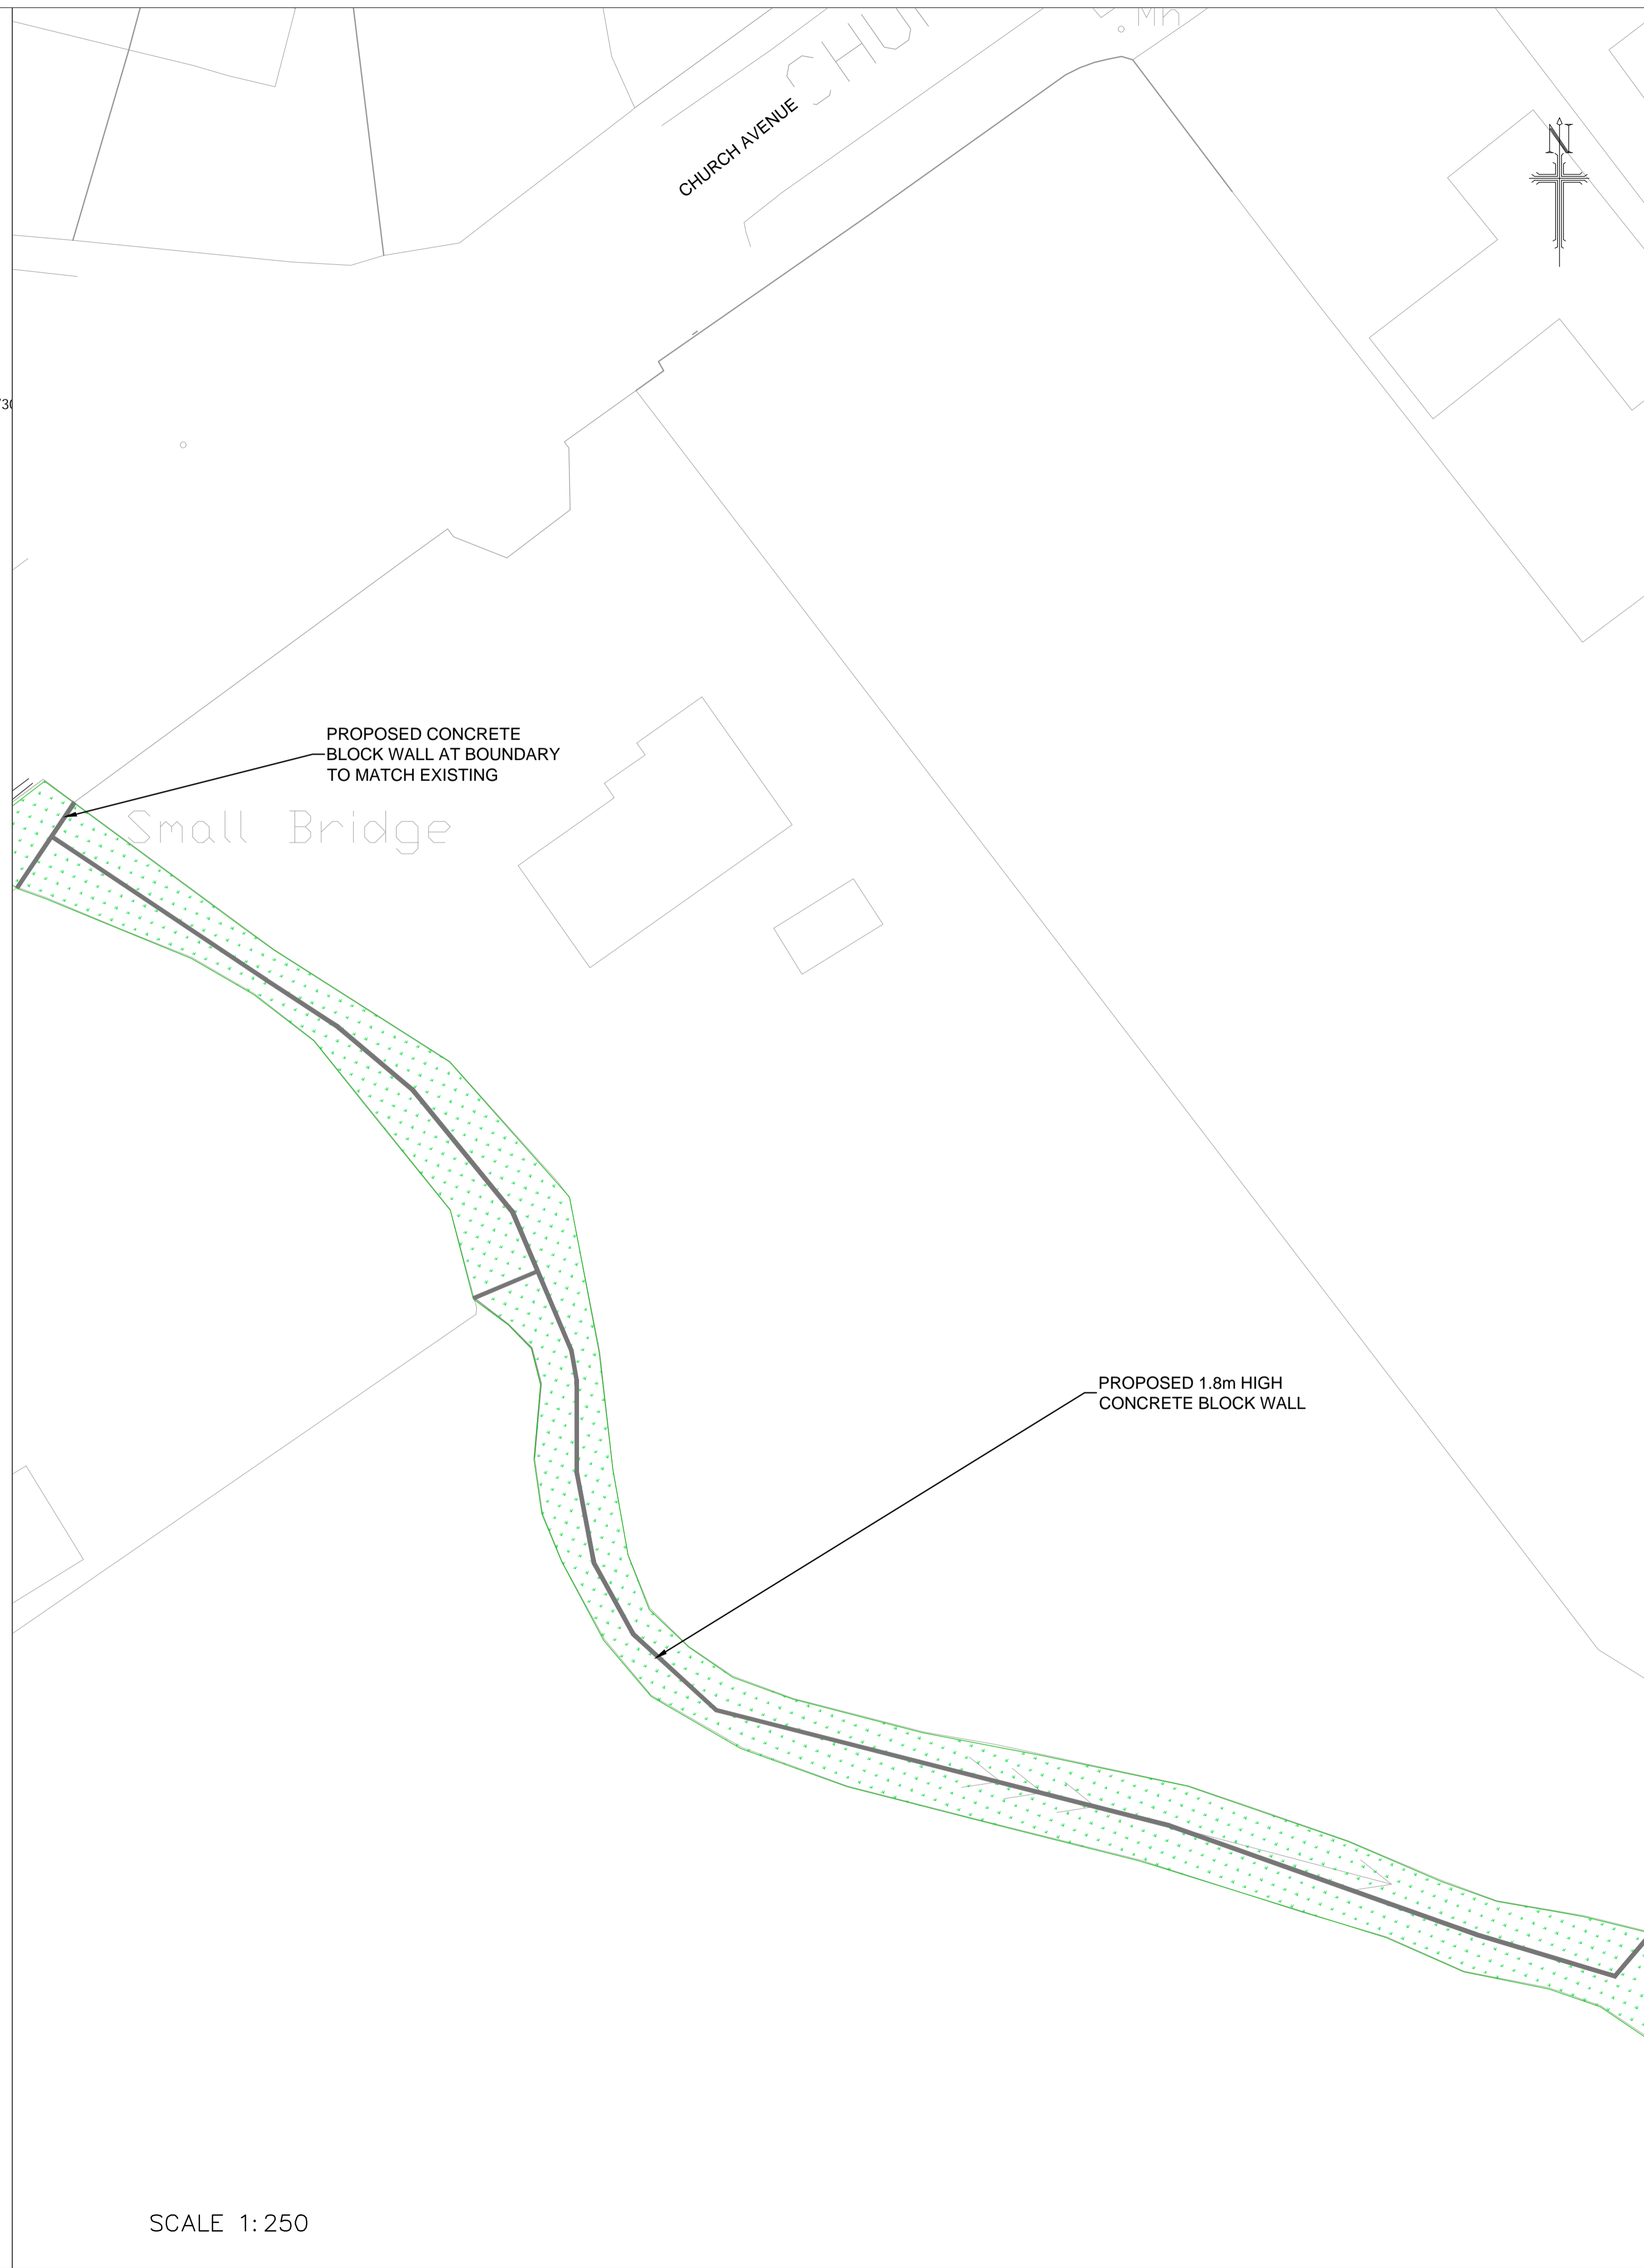 CHURCH AVENUE
N
PROPOSED CONCRETE
BLOCK WALL AT BOUNDARY
TO MATCH EXISTING
Small Bridge
PROPOSED 1.8m HIGH
CONCRETE BLOCK WALL
SCALE 1:250